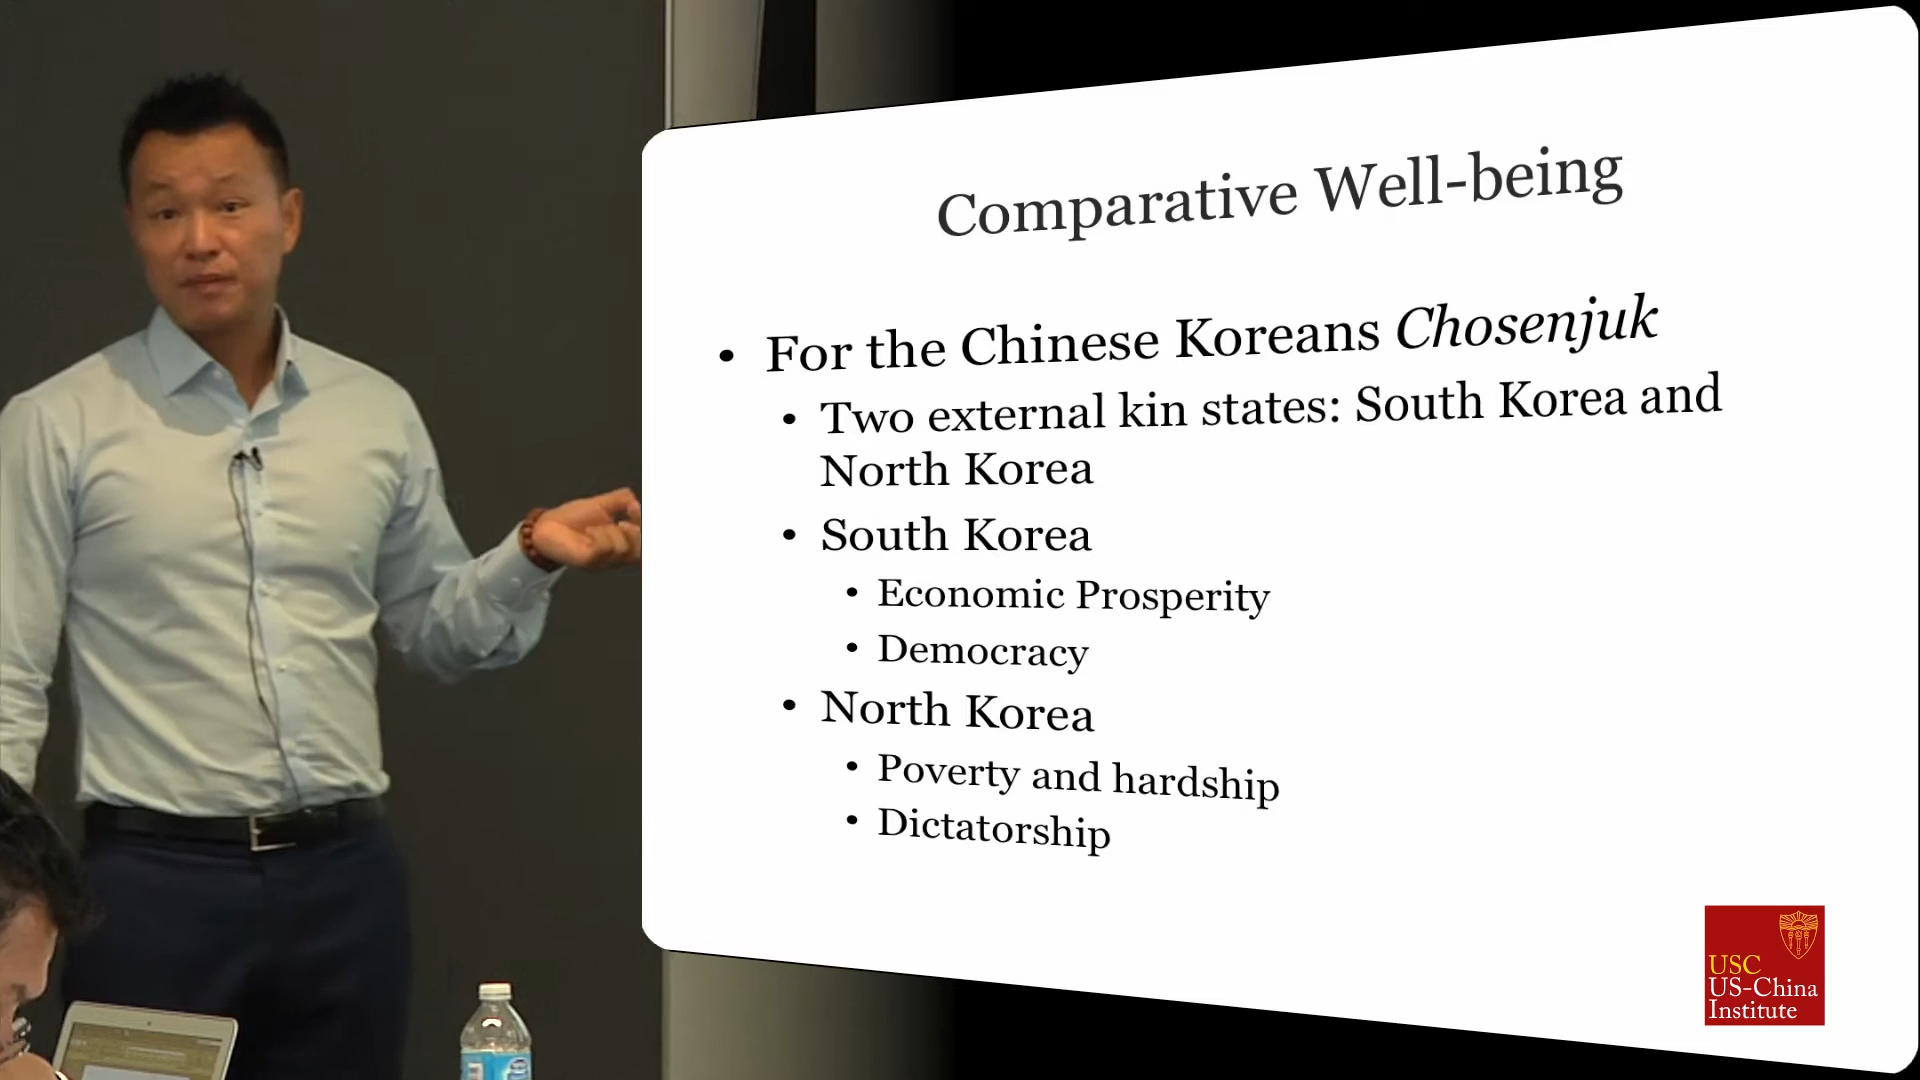 Comparative Well-being
• For the Chinese Koreans Chosenjuk
• Two external kin states: South Korea and
North Korea
• South Korea
• Economic Prosperity
• Democracy
• North Korea
• Poverty and hardship
• Dictatorship
USC
US-China
Institute